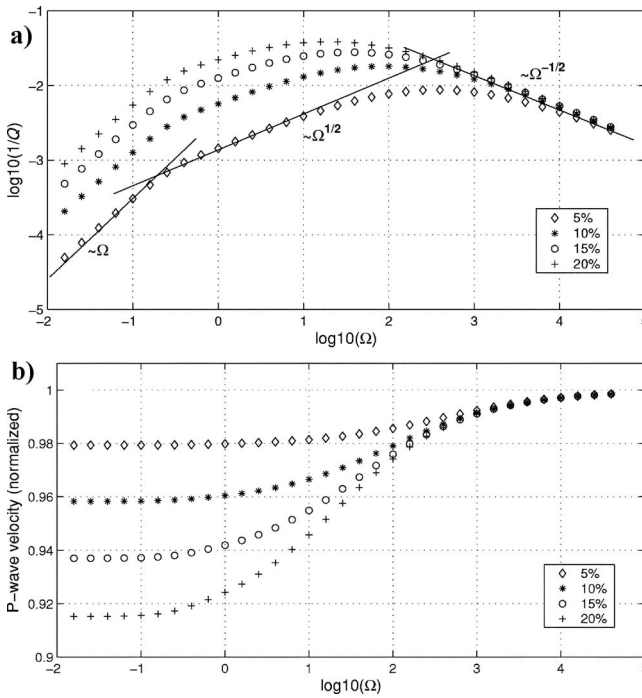 a)
−1
−2
−3
−4
−5
log10(1/Q)
~Ω
~Ω^1/2
~Ω^−1/2
5%
10%
15%
20%
−2 −1 0 1 2 3 4
log10(Ω)
b)
1
0.98
0.96
0.94
0.92
0.9
P-wave velocity (normalized)
5%
10%
15%
20%
−2 −1 0 1 2 3 4
log10(Ω)